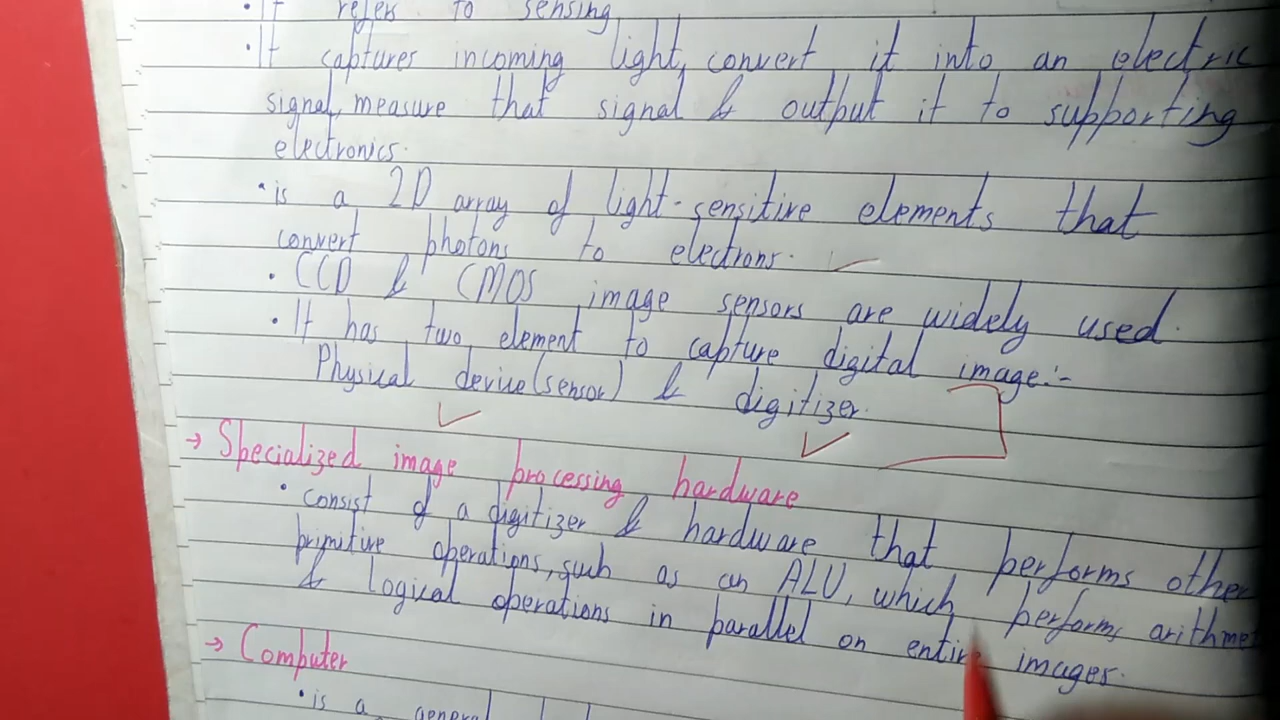 • It refers to sensing
• It captures incoming light, convert it into an electric
signal, measure that signal & output it to supporting
electronics.
• is a 2D array of light-sensitive elements that
convert photons to electrons.
• CCD & CMOS image sensors are widely used.
• It has two element to capture digital image:-
Physical device(sensor) & digitizer.
→ Specialized image processing hardware
• consist of a digitizer & hardware that performs other
primitive operations, such as an ALU, which performs arithme
& logical operations in parallel on entire images.
→ Computer
• is a general